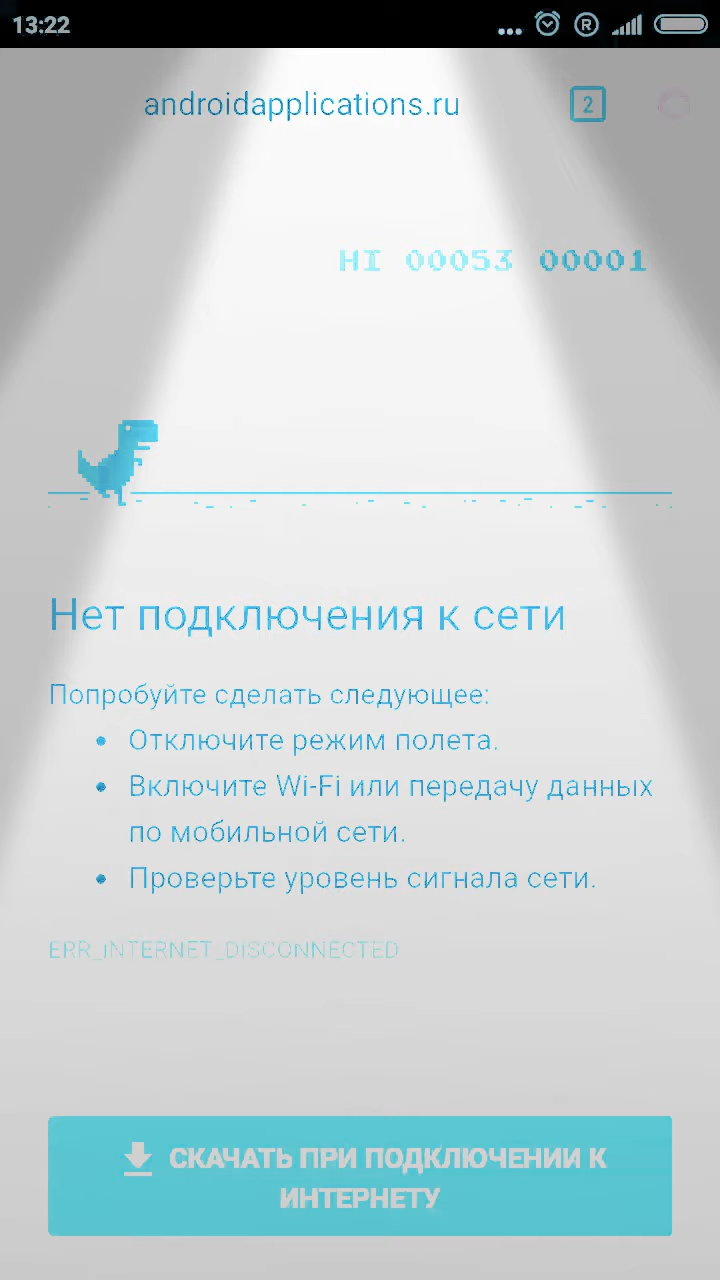 13:22
androidapplications.ru
2
HI 00053 00001
Нет подключения к сети
Попробуйте сделать следующее:
• Отключите режим полета.
• Включите Wi-Fi или передачу данных
по мобильной сети.
• Проверьте уровень сигнала сети.
ERR_INTERNET_DISCONNECTED
СКАЧАТЬ ПРИ ПОДКЛЮЧЕНИИ К
ИНТЕРНЕТУ